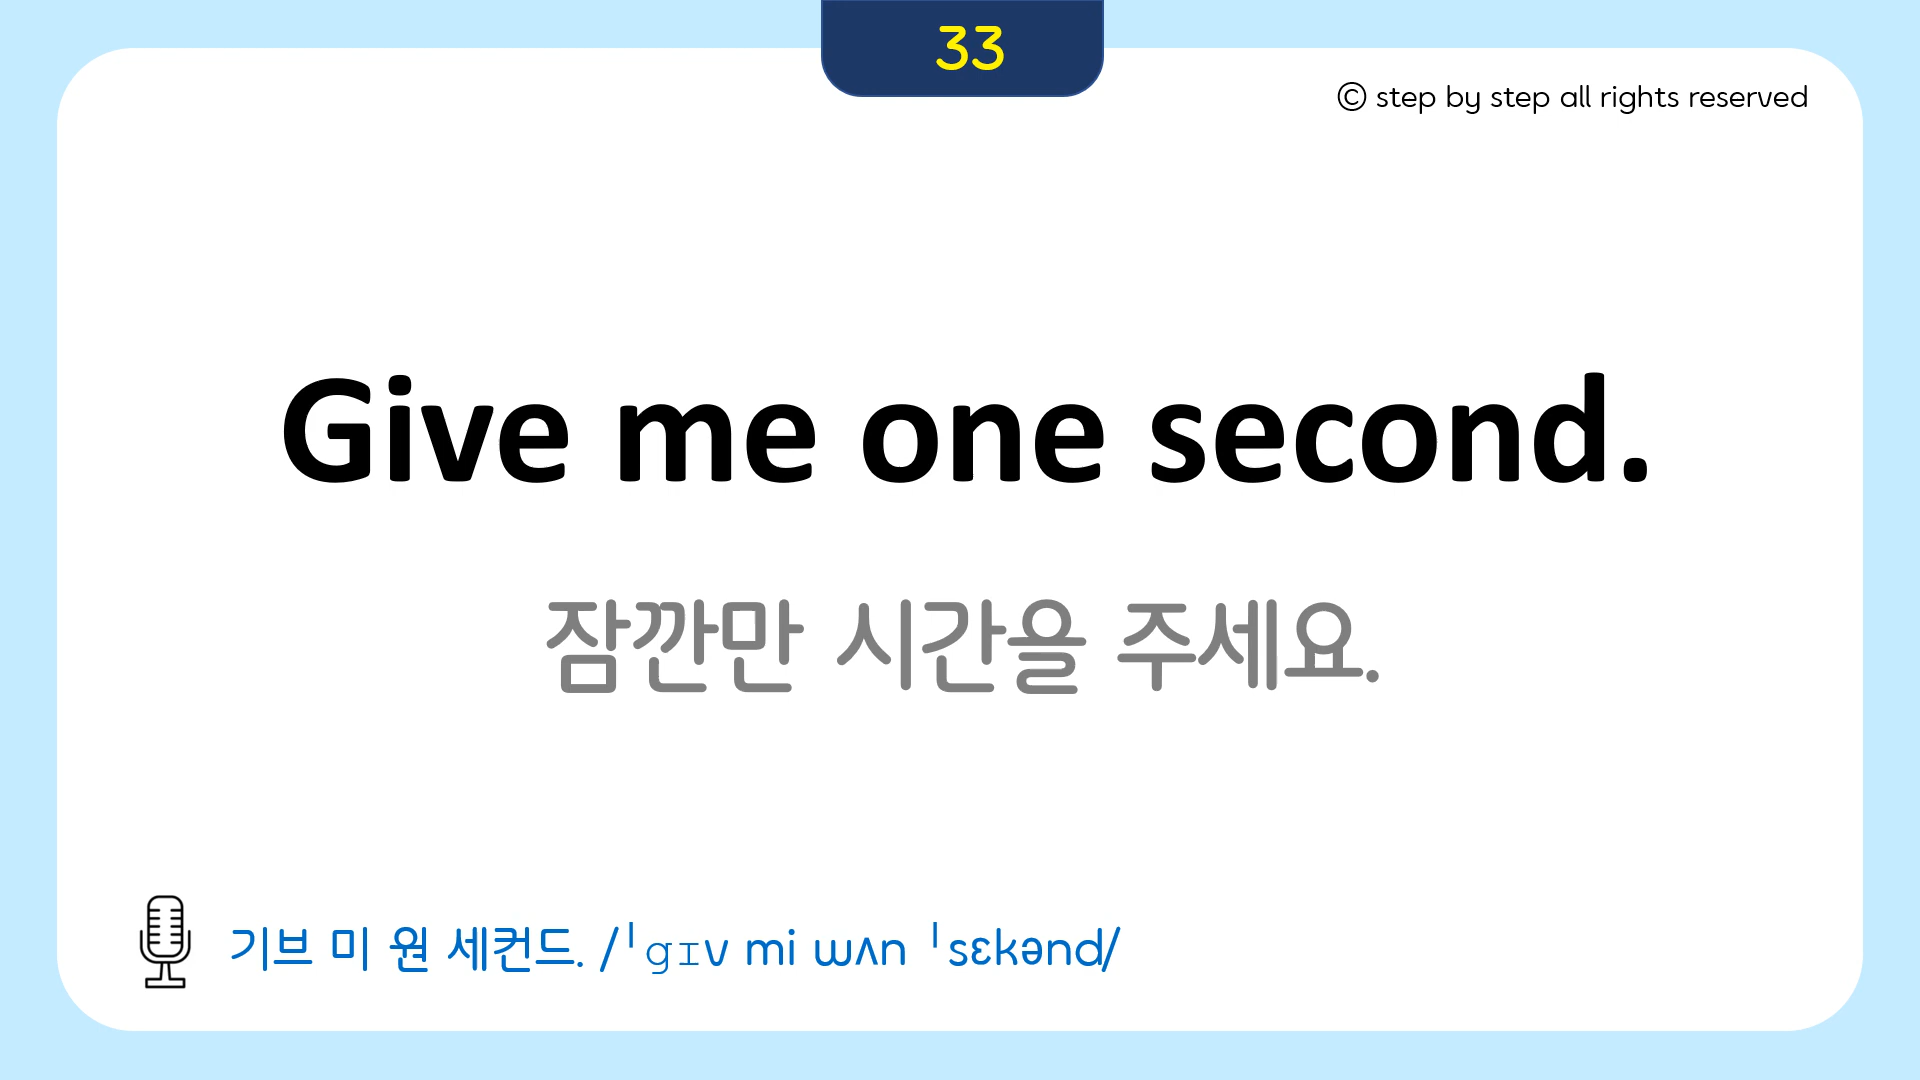 33
© step by step all rights reserved
Give me one second.
잠깐만 시간을 주세요.
기브 미 원 세컨드. /ˈɡɪv mi wʌn ˈsɛkənd/